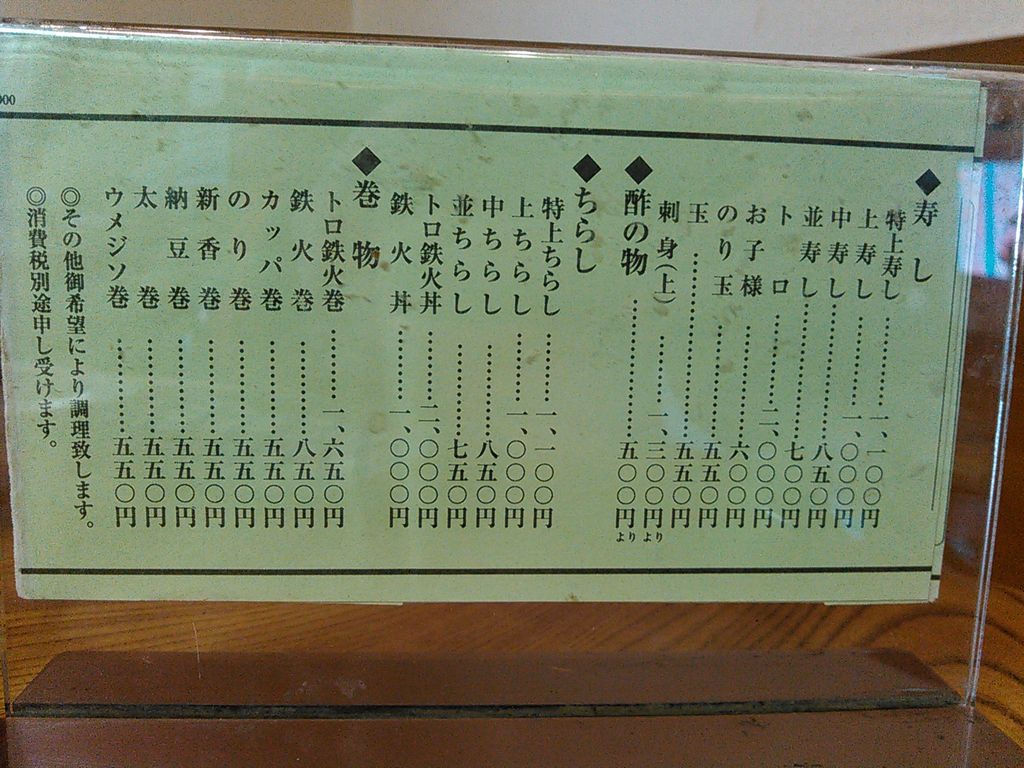 ◆寿し
特上寿し…………一、一〇〇円
上寿し…………一、〇〇〇円
中寿し…………八五〇円
並寿し…………七〇〇円
トロ…………二、〇〇〇円
お子様…………六〇〇円
のり玉…………五五〇円
玉…………五五〇円
刺身(上)…………一、三〇〇円より
◆酢の物…………五〇〇円より
◆ちらし
特上ちらし…………一、一〇〇円
上ちらし…………一、〇〇〇円
中ちらし…………八五〇円
並ちらし…………七五〇円
トロ鉄火丼…………二、〇〇〇円
鉄火丼…………一、〇〇〇円
◆巻物
トロ鉄火巻…………一、六五〇円
鉄火巻…………八五〇円
カッパ巻…………五五〇円
のり巻…………五五〇円
新香巻…………五五〇円
納豆巻…………五五〇円
太巻…………五五〇円
ウメジソ巻…………五五〇円
◎その他御希望により調理致します。
◎消費税別途申し受けます。